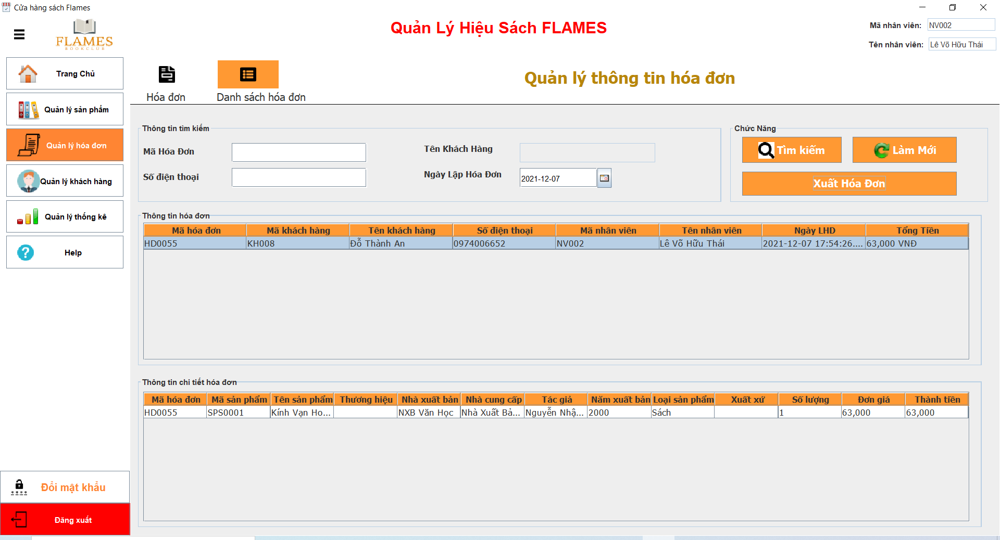 Cửa hàng sách Flames
FLAMES
BOOKCLUB
Quản Lý Hiệu Sách FLAMES
Mã nhân viên: NV002
Tên nhân viên: Lê Võ Hữu Thái
Trang Chủ
Quản lý sản phẩm
Quản lý hóa đơn
Quản lý khách hàng
Quản lý thống kê
Help
Đổi mật khẩu
Đăng xuất
Hóa đơn
Danh sách hóa đơn
Quản lý thông tin hóa đơn
Thông tin tìm kiếm
Mã Hóa Đơn
Tên Khách Hàng
Số điện thoại
Ngày Lập Hóa Đơn 2021-12-07
Chức Năng
Tìm kiếm
Làm Mới
Xuất Hóa Đơn
Thông tin hóa đơn
Mã hóa đơn Mã khách hàng Tên khách hàng Số điện thoại Mã nhân viên Tên nhân viên Ngày LHD Tổng Tiền
HD0055 KH008 Đỗ Thành An 0974006652 NV002 Lê Võ Hữu Thái 2021-12-07 17:54:26.... 63,000 VNĐ
Thông tin chi tiết hóa đơn
Mã hóa đơn Mã sản phẩm Tên sản phẩm Thương hiệu Nhà xuất bản Nhà cung cấp Tác giả Năm xuất bản Loại sản phẩm Xuất xứ Số lượng Đơn giá Thành tiền
HD0055 SPS0001 Kính Vạn Ho... NXB Văn Học Nhà Xuất Bả... Nguyễn Nhậ... 2000 Sách 1 63,000 63,000